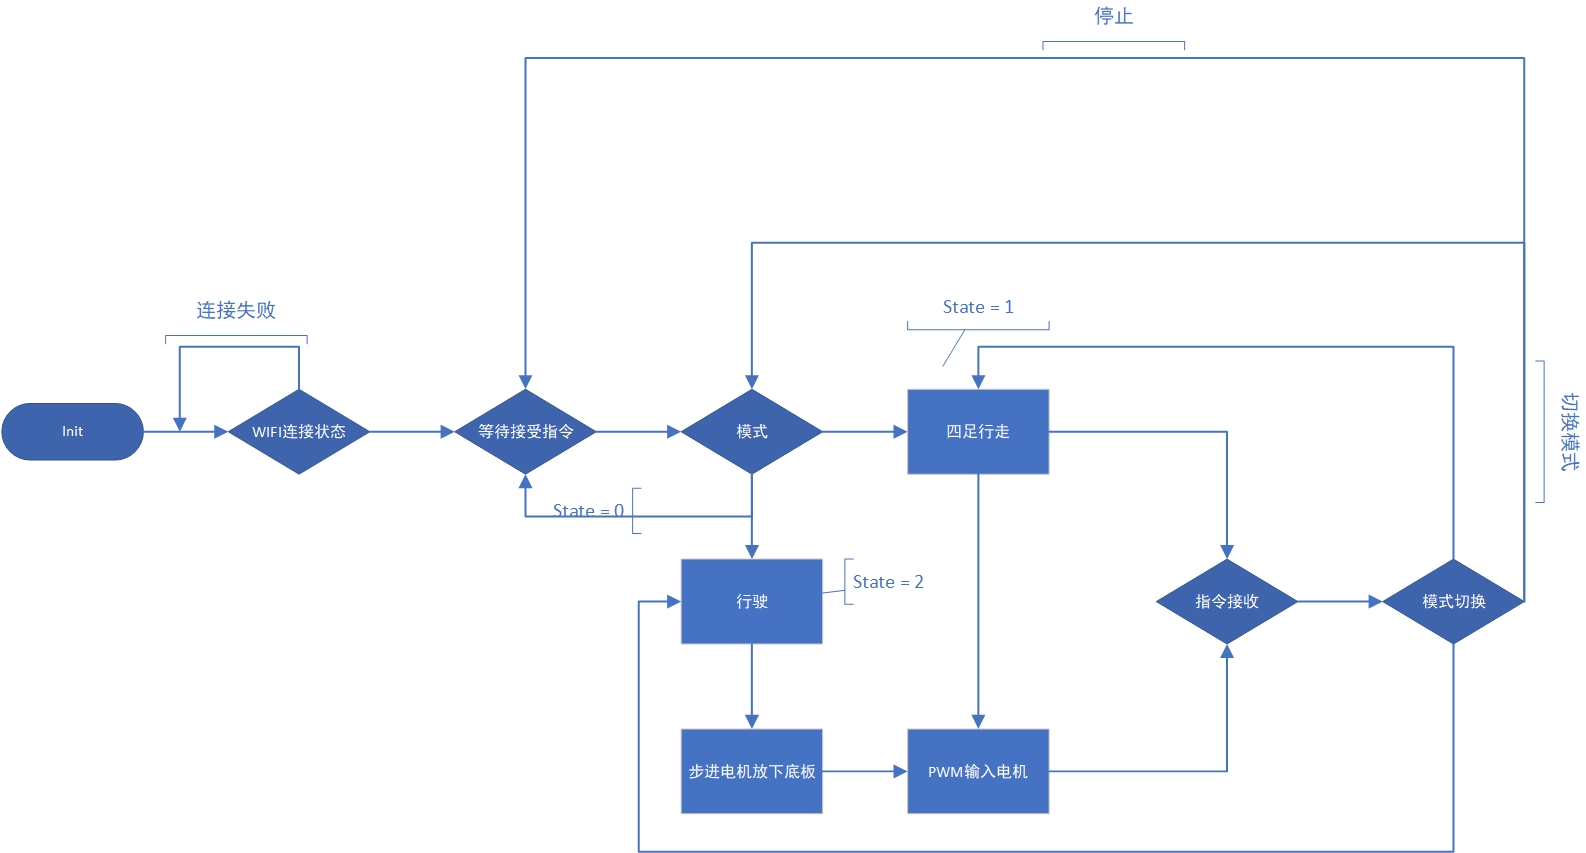 停止
State = 1
连接失败
切换模式
Init
WIFI连接状态
等待接受指令
模式
四足行走
State = 0
State = 2
行驶
指令接收
模式切换
步进电机放下底板
PWM输入电机